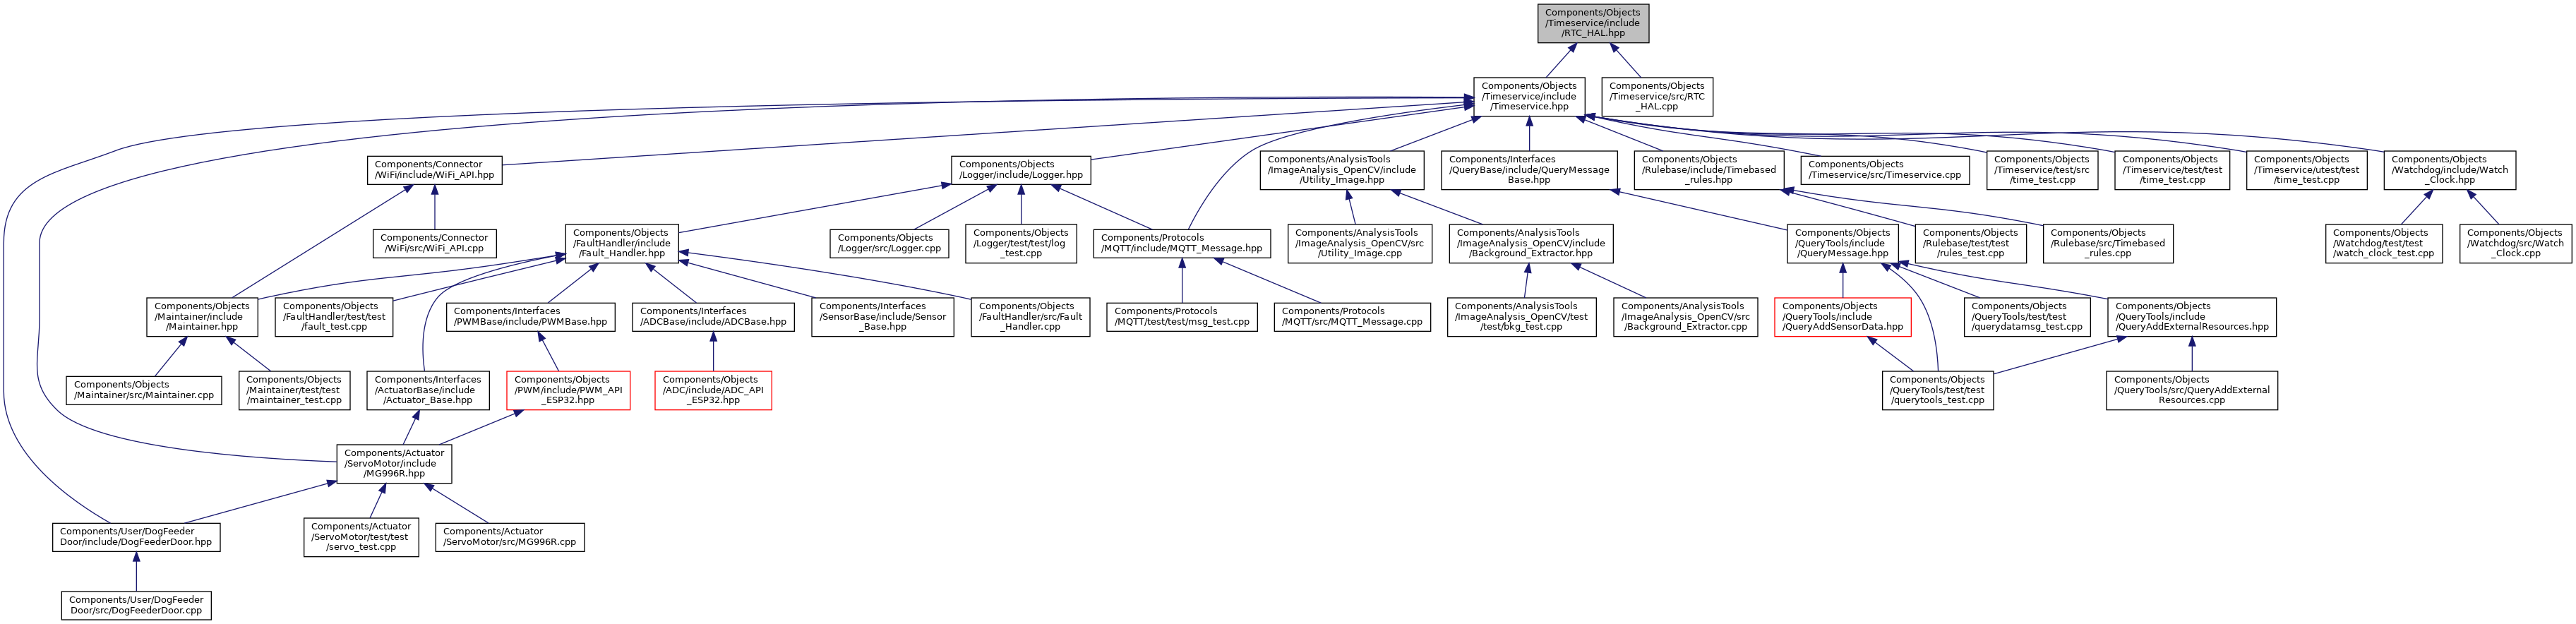 Components/Objects
/Timeservice/include
/RTC_HAL.hpp
Components/Objects
/Timeservice/include
/Timeservice.hpp
Components/Objects
/Timeservice/src/RTC
_HAL.cpp
Components/Connector
/WiFi/include/WiFi_API.hpp
Components/Objects
/Logger/include/Logger.hpp
Components/AnalysisTools
/ImageAnalysis_OpenCV/include
/Utility_Image.hpp
Components/Interfaces
/QueryBase/include/QueryMessage
Base.hpp
Components/Objects
/Rulebase/include/Timebased
_rules.hpp
Components/Objects
/Timeservice/src/Timeservice.cpp
Components/Objects
/Timeservice/test/src
/time_test.cpp
Components/Objects
/Timeservice/test/test
/time_test.cpp
Components/Objects
/Timeservice/utest/test
/time_test.cpp
Components/Objects
/Watchdog/include/Watch
_Clock.hpp
Components/Connector
/WiFi/src/WiFi_API.cpp
Components/Objects
/FaultHandler/include
/Fault_Handler.hpp
Components/Objects
/Logger/src/Logger.cpp
Components/Objects
/Logger/test/test/log
_test.cpp
Components/Protocols
/MQTT/include/MQTT_Message.hpp
Components/AnalysisTools
/ImageAnalysis_OpenCV/src
/Utility_Image.cpp
Components/AnalysisTools
/ImageAnalysis_OpenCV/include
/Background_Extractor.hpp
Components/Objects
/QueryTools/include
/QueryMessage.hpp
Components/Objects
/Rulebase/test/test
/rules_test.cpp
Components/Objects
/Rulebase/src/Timebased
_rules.cpp
Components/Objects
/Watchdog/test/test
/watch_clock_test.cpp
Components/Objects
/Watchdog/src/Watch
_Clock.cpp
Components/Objects
/Maintainer/include
/Maintainer.hpp
Components/Objects
/FaultHandler/test/test
/fault_test.cpp
Components/Interfaces
/PWMBase/include/PWMBase.hpp
Components/Interfaces
/ADCBase/include/ADCBase.hpp
Components/Interfaces
/SensorBase/include/Sensor
_Base.hpp
Components/Objects
/FaultHandler/src/Fault
_Handler.cpp
Components/Protocols
/MQTT/test/test/msg_test.cpp
Components/Protocols
/MQTT/src/MQTT_Message.cpp
Components/AnalysisTools
/ImageAnalysis_OpenCV/test
/test/bkg_test.cpp
Components/AnalysisTools
/ImageAnalysis_OpenCV/src
/Background_Extractor.cpp
Components/Objects
/QueryTools/include
/QueryAddSensorData.hpp
Components/Objects
/QueryTools/test/test
/querydatamsg_test.cpp
Components/Objects
/QueryTools/include
/QueryAddExternalResources.hpp
Components/Objects
/Maintainer/src/Maintainer.cpp
Components/Objects
/Maintainer/test/test
/maintainer_test.cpp
Components/Interfaces
/ActuatorBase/include
/Actuator_Base.hpp
Components/Objects
/PWM/include/PWM_API
_ESP32.hpp
Components/Objects
/ADC/include/ADC_API
_ESP32.hpp
Components/Objects
/QueryTools/test/test
/querytools_test.cpp
Components/Objects
/QueryTools/src/QueryAddExternal
Resources.cpp
Components/Actuator
/ServoMotor/include
/MG996R.hpp
Components/User/DogFeeder
Door/include/DogFeederDoor.hpp
Components/Actuator
/ServoMotor/test/test
/servo_test.cpp
Components/Actuator
/ServoMotor/src/MG996R.cpp
Components/User/DogFeeder
Door/src/DogFeederDoor.cpp